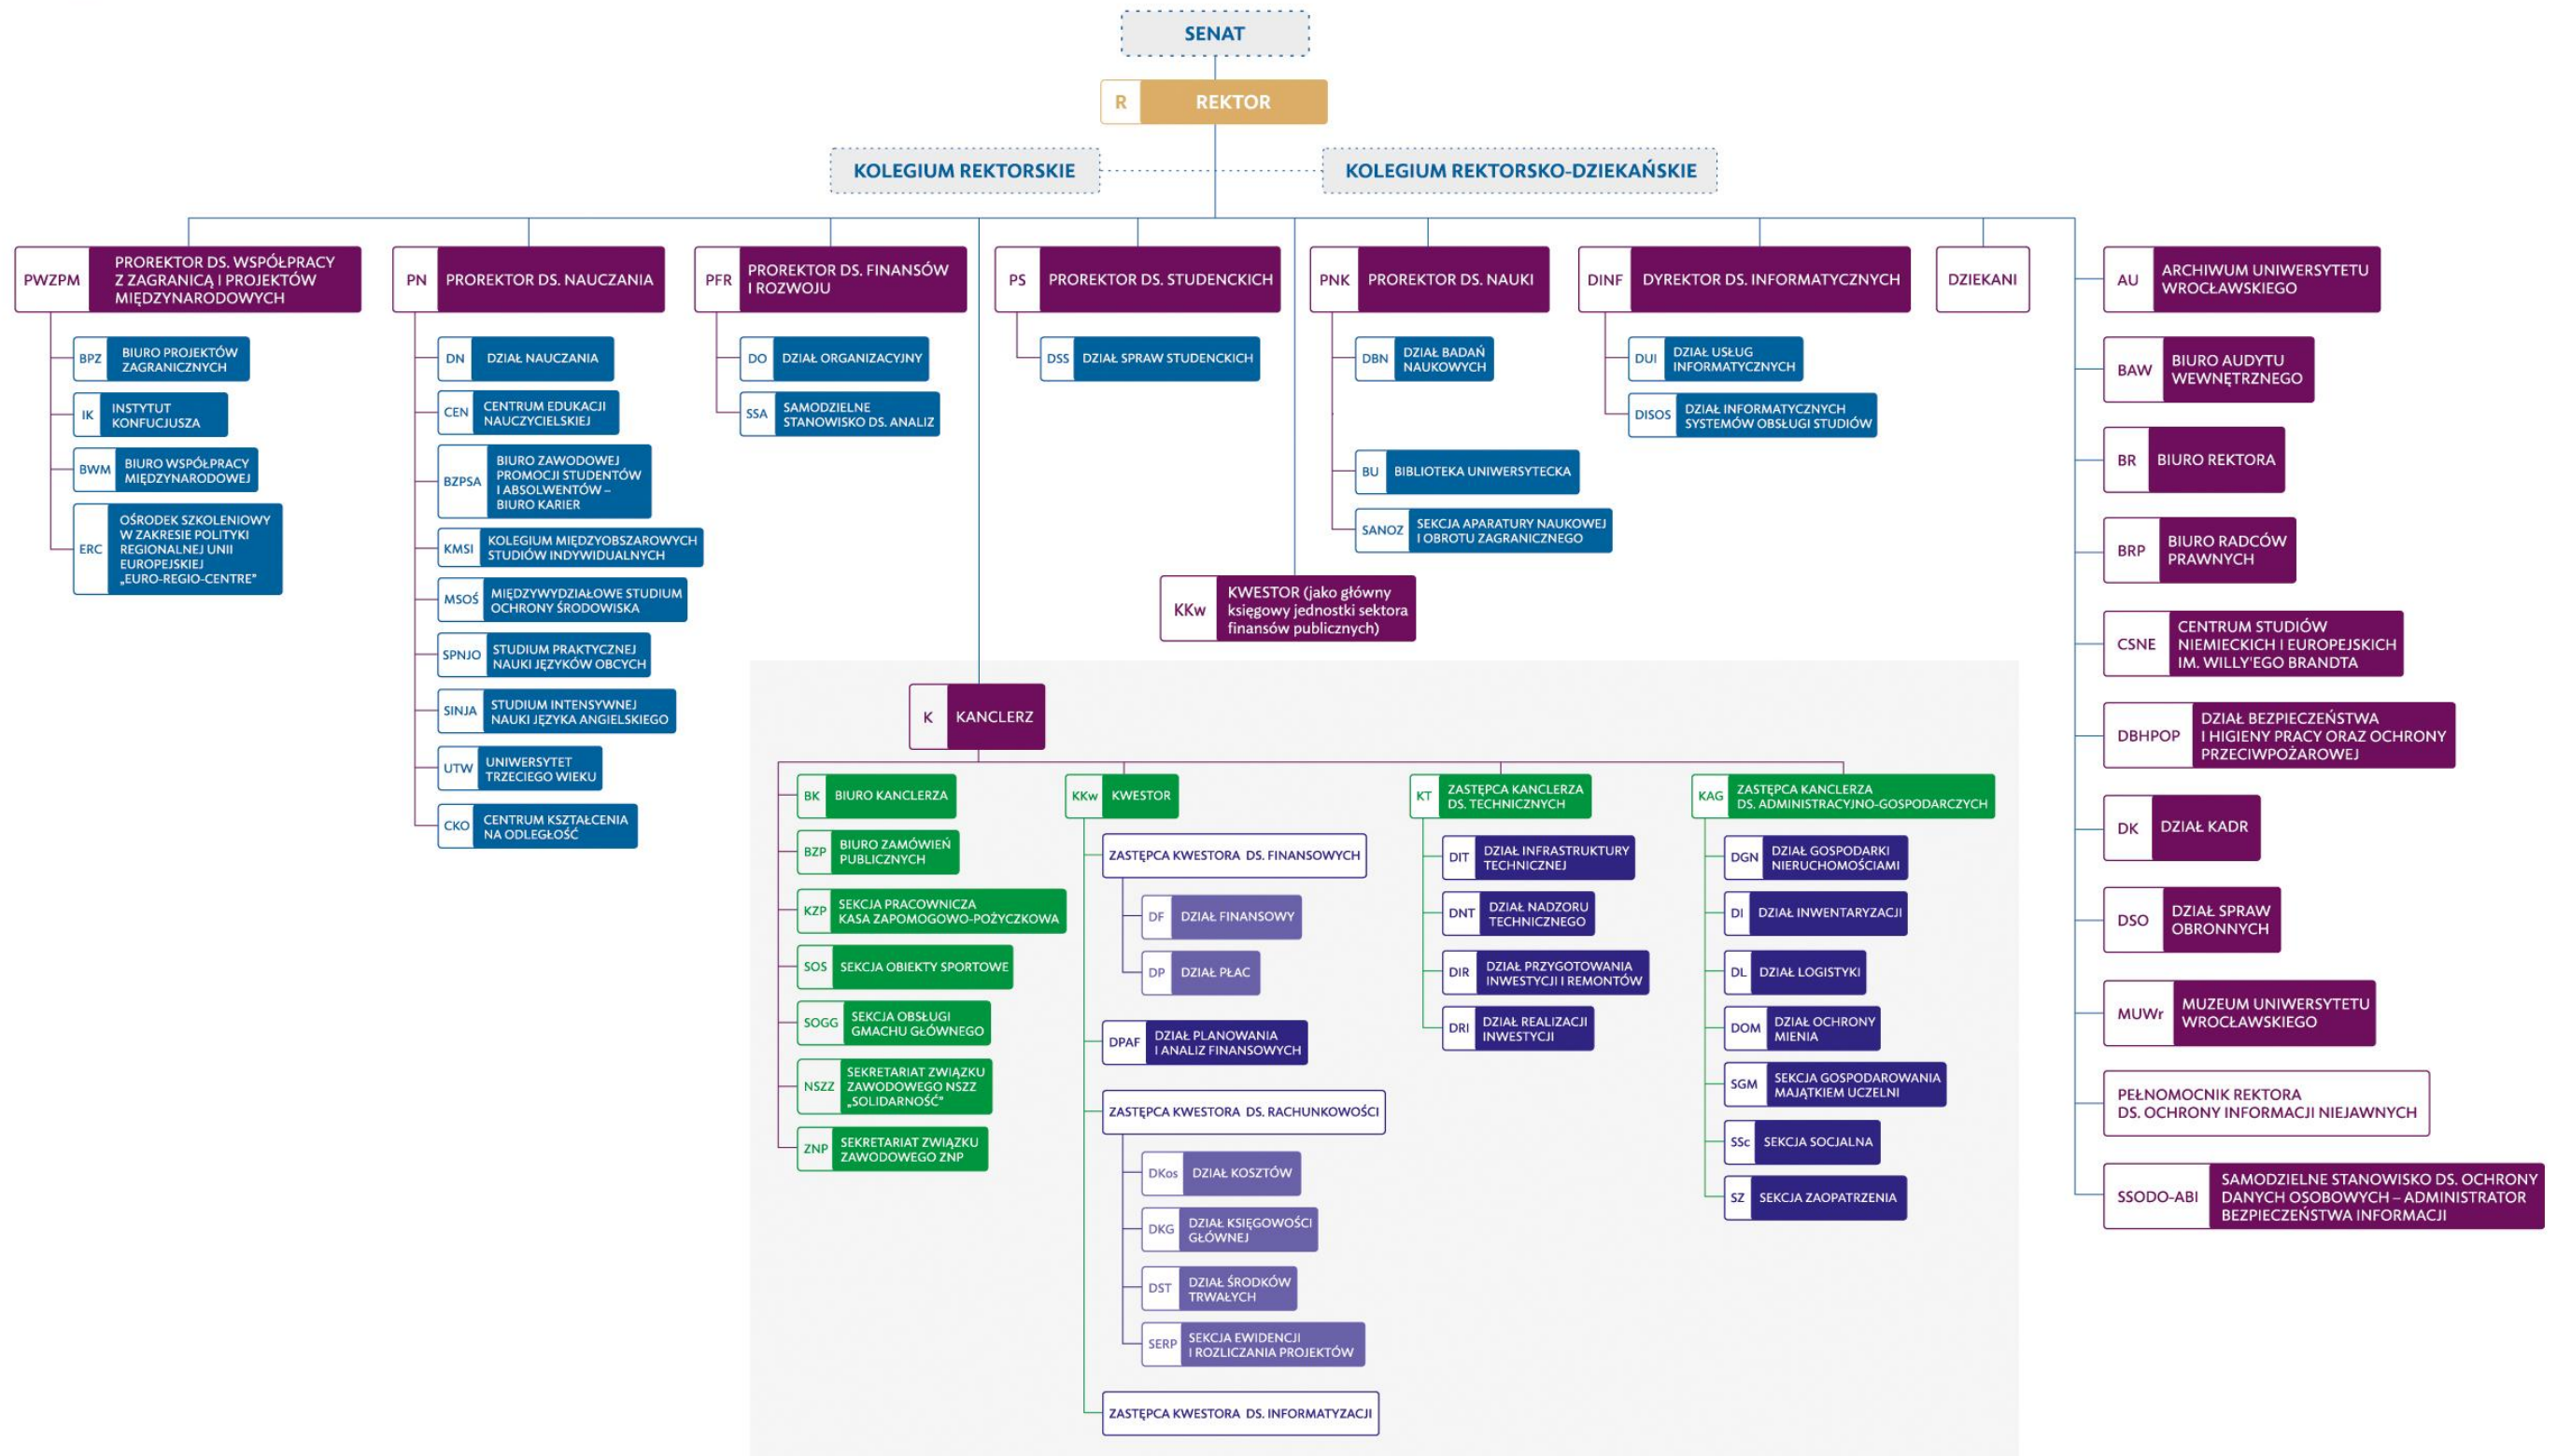 SENAT
R REKTOR
KOLEGIUM REKTORSKIE
KOLEGIUM REKTORSKO-DZIEKAŃSKIE
PWZPM
PROREKTOR DS. WSPÓŁPRACY
Z ZAGRANICĄ I PROJEKTÓW
MIĘDZYNARODOWYCH
BPZ
BIURO PROJEKTÓW
ZAGRANICZNYCH
IK
INSTYTUT
KONFUCJUSZA
BWM
BIURO WSPÓŁPRACY
MIĘDZYNARODOWEJ
ERC
OŚRODEK SZKOLENIOWY
W ZAKRESIE POLITYKI
REGIONALNEJ UNII
EUROPEJSKIEJ
„EURO-REGIO-CENTRE”
PN PROREKTOR DS. NAUCZANIA
DN DZIAŁ NAUCZANIA
CEN
CENTRUM EDUKACJI
NAUCZYCIELSKIEJ
BZPSA
BIURO ZAWODOWEJ
PROMOCJI STUDENTÓW
I ABSOLWENTÓW –
BIURO KARIER
KMSI
KOLEGIUM MIĘDZYOBSZAROWYCH
STUDIÓW INDYWIDUALNYCH
MSOŚ
MIĘDZYWYDZIAŁOWE STUDIUM
OCHRONY ŚRODOWISKA
SPNJO
STUDIUM PRAKTYCZNEJ
NAUKI JĘZYKÓW OBCYCH
SINJA
STUDIUM INTENSYWNEJ
NAUKI JĘZYKA ANGIELSKIEGO
UTW
UNIWERSYTET
TRZECIEGO WIEKU
CKO
CENTRUM KSZTAŁCENIA
NA ODLEGŁOŚĆ
PFR
PROREKTOR DS. FINANSÓW
I ROZWOJU
DO DZIAŁ ORGANIZACYJNY
SSA
SAMODZIELNE
STANOWISKO DS. ANALIZ
PS PROREKTOR DS. STUDENCKICH
DSS DZIAŁ SPRAW STUDENCKICH
PNK PROREKTOR DS. NAUKI
DBN
DZIAŁ BADAŃ
NAUKOWYCH
BU BIBLIOTEKA UNIWERSYTECKA
SANOZ
SEKCJA APARATURY NAUKOWEJ
I OBROTU ZAGRANICZNEGO
DINF DYREKTOR DS. INFORMATYCZNYCH
DUI
DZIAŁ USŁUG
INFORMATYCZNYCH
DISOS
DZIAŁ INFORMATYCZNYCH
SYSTEMÓW OBSŁUGI STUDIÓW
DZIEKANI
KKw
KWESTOR (jako główny
księgowy jednostki sektora
finansów publicznych)
K KANCLERZ
BK BIURO KANCLERZA
BZP
BIURO ZAMÓWIEŃ
PUBLICZNYCH
KZP
SEKCJA PRACOWNICZA
KASA ZAPOMOGOWO-POŻYCZKOWA
SOS SEKCJA OBIEKTY SPORTOWE
SOGG
SEKCJA OBSŁUGI
GMACHU GŁÓWNEGO
NSZZ
SEKRETARIAT ZWIĄZKU
ZAWODOWEGO NSZZ
„SOLIDARNOŚĆ”
ZNP
SEKRETARIAT ZWIĄZKU
ZAWODOWEGO ZNP
KKw KWESTOR
ZASTĘPCA KWESTORA DS. FINANSOWYCH
DF DZIAŁ FINANSOWY
DP DZIAŁ PŁAC
DPAF
DZIAŁ PLANOWANIA
I ANALIZ FINANSOWYCH
ZASTĘPCA KWESTORA DS. RACHUNKOWOŚCI
DKos DZIAŁ KOSZTÓW
DKG
DZIAŁ KSIĘGOWOŚCI
GŁÓWNEJ
DST
DZIAŁ ŚRODKÓW
TRWAŁYCH
SERP
SEKCJA EWIDENCJI
I ROZLICZANIA PROJEKTÓW
ZASTĘPCA KWESTORA DS. INFORMATYZACJI
KT
ZASTĘPCA KANCLERZA
DS. TECHNICZNYCH
DIT
DZIAŁ INFRASTRUKTURY
TECHNICZNEJ
DNT
DZIAŁ NADZORU
TECHNICZNEGO
DIR
DZIAŁ PRZYGOTOWANIA
INWESTYCJI I REMONTÓW
DRI
DZIAŁ REALIZACJI
INWESTYCJI
KAG
ZASTĘPCA KANCLERZA
DS. ADMINISTRACYJNO-GOSPODARCZYCH
DGN
DZIAŁ GOSPODARKI
NIERUCHOMOŚCIAMI
DI DZIAŁ INWENTARYZACJI
DL DZIAŁ LOGISTYKI
DOM
DZIAŁ OCHRONY
MIENIA
SGM
SEKCJA GOSPODAROWANIA
MAJĄTKIEM UCZELNI
SSc SEKCJA SOCJALNA
SZ SEKCJA ZAOPATRZENIA
AU
ARCHIWUM UNIWERSYTETU
WROCŁAWSKIEGO
BAW
BIURO AUDYTU
WEWNĘTRZNEGO
BR BIURO REKTORA
BRP
BIURO RADCÓW
PRAWNYCH
CSNE
CENTRUM STUDIÓW
NIEMIECKICH I EUROPEJSKICH
IM. WILLY'EGO BRANDTA
DBHPOP
DZIAŁ BEZPIECZEŃSTWA
I HIGIENY PRACY ORAZ OCHRONY
PRZECIWPOŻAROWEJ
DK DZIAŁ KADR
DSO
DZIAŁ SPRAW
OBRONNYCH
MUWr
MUZEUM UNIWERSYTETU
WROCŁAWSKIEGO
PEŁNOMOCNIK REKTORA
DS. OCHRONY INFORMACJI NIEJAWNYCH
SSODO-ABI
SAMODZIELNE STANOWISKO DS. OCHRONY
DANYCH OSOBOWYCH – ADMINISTRATOR
BEZPIECZEŃSTWA INFORMACJI